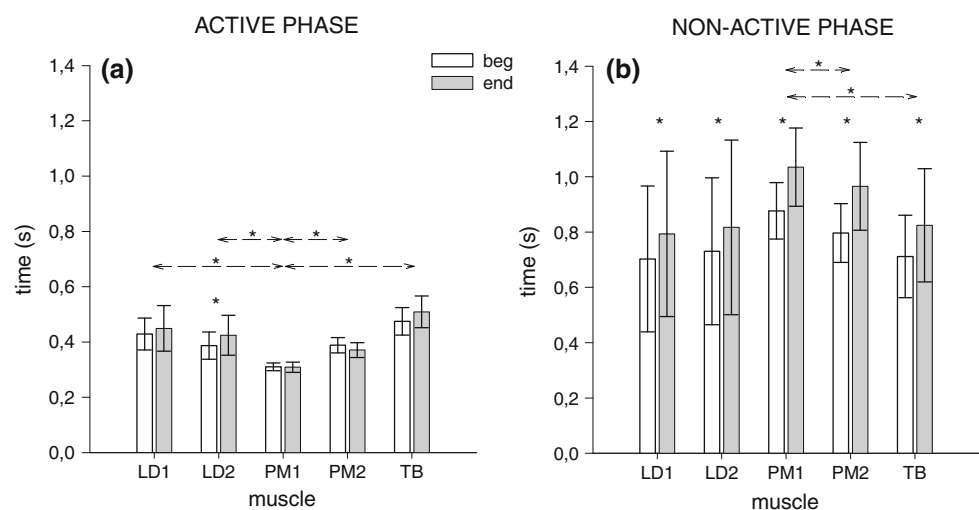 ACTIVE PHASE
(a)
beg
end
1,4
1,2
1,0
0,8
0,6
0,4
0,2
0,0
time (s)
*
*
*
*
*
LD1 LD2 PM1 PM2 TB
muscle
NON-ACTIVE PHASE
(b)
1,4
1,2
1,0
0,8
0,6
0,4
0,2
0,0
time (s)
*
*
* * * * *
LD1 LD2 PM1 PM2 TB
muscle